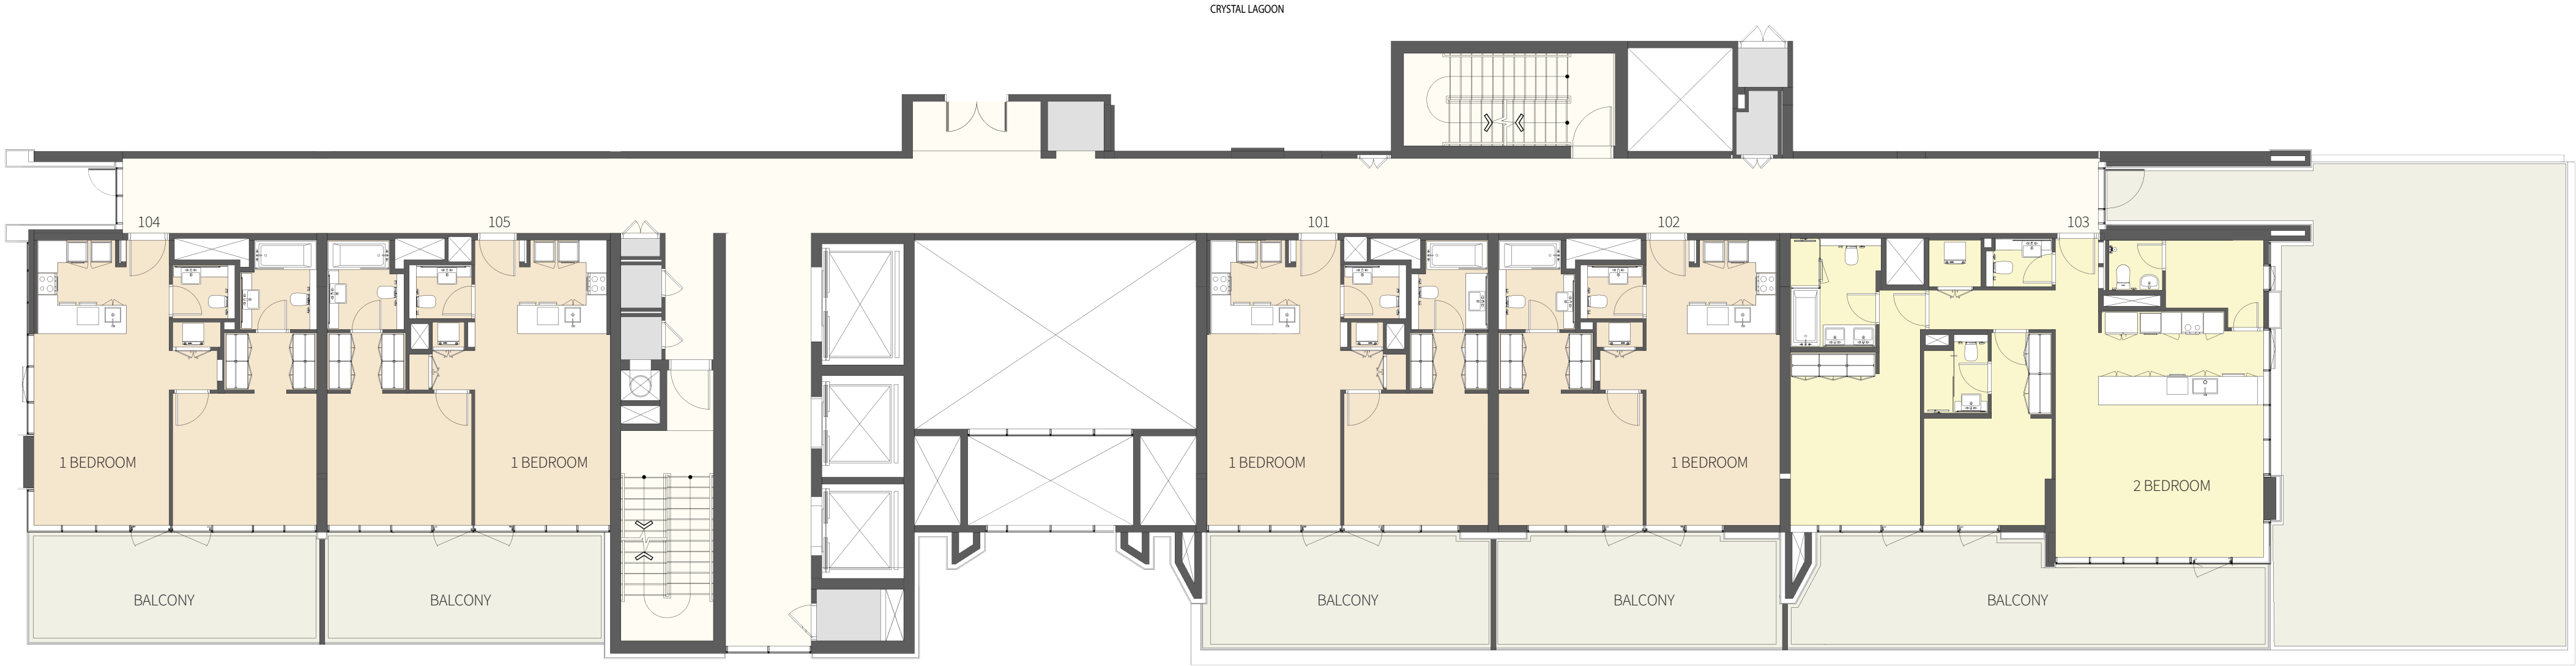 CRYSTAL LAGOON
104
105
101
102
103
1 BEDROOM
1 BEDROOM
1 BEDROOM
1 BEDROOM
2 BEDROOM
BALCONY
BALCONY
BALCONY
BALCONY
BALCONY